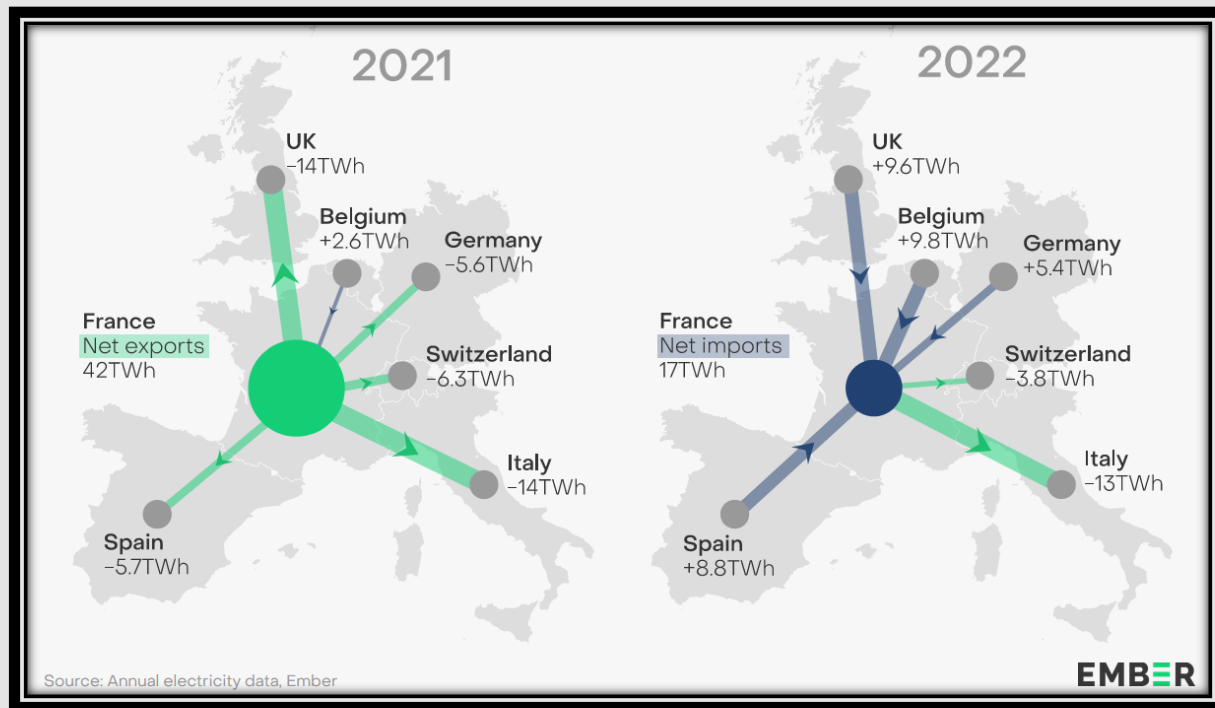 2021
UK
−14TWh
Belgium
+2.6TWh
Germany
−5.6TWh
France
Net exports
42TWh
Switzerland
−6.3TWh
Italy
−14TWh
Spain
−5.7TWh
2022
UK
+9.6TWh
Belgium
+9.8TWh
Germany
+5.4TWh
France
Net imports
17TWh
Switzerland
−3.8TWh
Italy
−13TWh
Spain
+8.8TWh
Source: Annual electricity data, Ember
EMBER